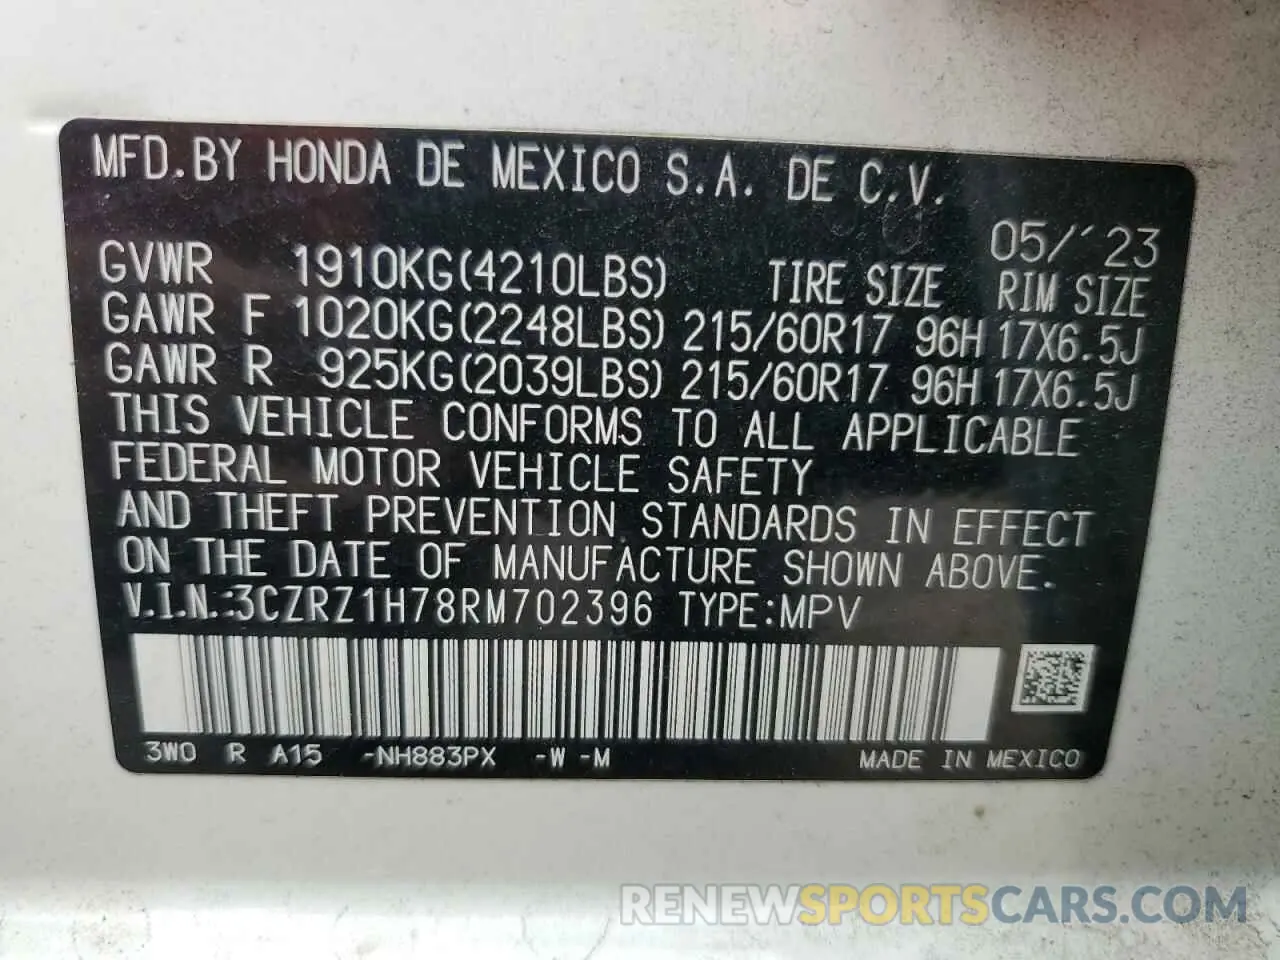 MFD.BY HONDA DE MEXICO S.A. DE C.V.
05/´23
GVWR 1910KG(4210LBS) TIRE SIZE RIM SIZE
GAWR F 1020KG(2248LBS) 215/60R17 96H 17X6.5J
GAWR R 925KG(2039LBS) 215/60R17 96H 17X6.5J
THIS VEHICLE CONFORMS TO ALL APPLICABLE
FEDERAL MOTOR VEHICLE SAFETY
AND THEFT PREVENTION STANDARDS IN EFFECT
ON THE DATE OF MANUFACTURE SHOWN ABOVE.
V.I.N.:3CZRZ1H78RM702396 TYPE:MPV
3W0 R A15 -NH883PX -W -M MADE IN MEXICO
RENEWSPORTSCARS.COM